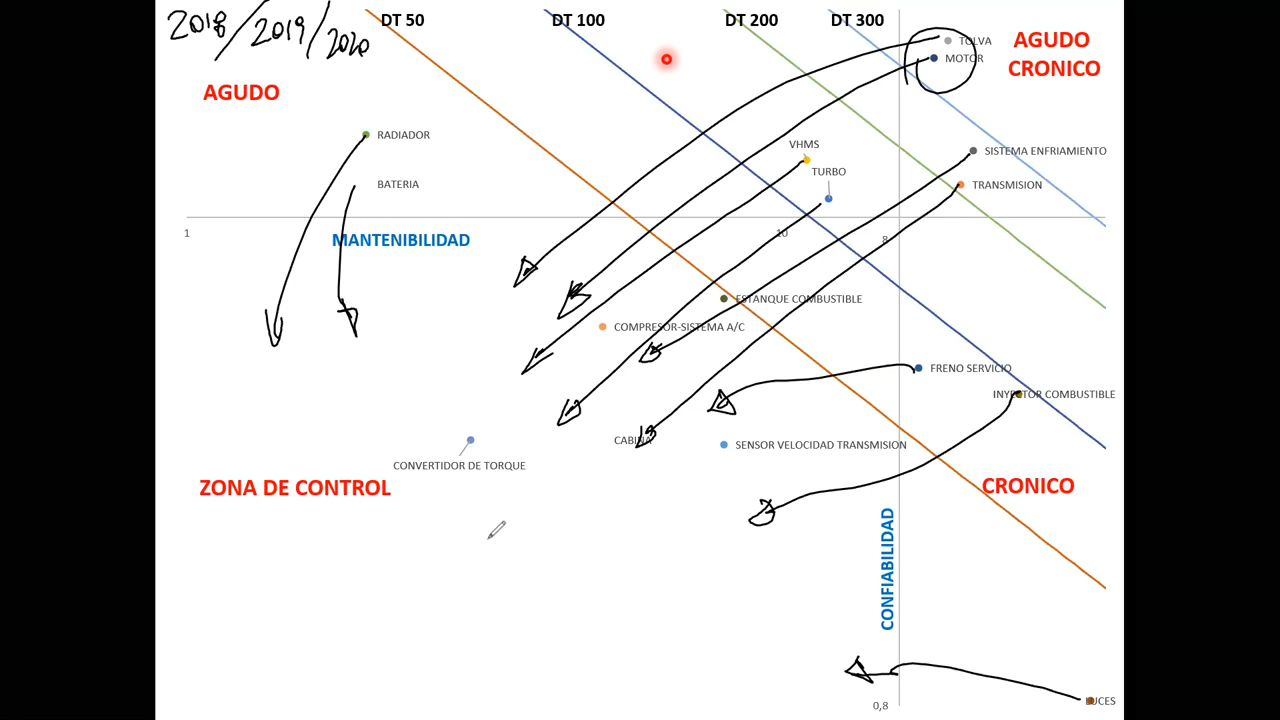 2018/2019/2020
DT 50
DT 100
DT 200
DT 300
TOLVA
MOTOR
AGUDO
CRONICO
AGUDO
RADIADOR
VHMS
SISTEMA ENFRIAMIENTO
TURBO
BATERIA
TRANSMISION
1
MANTENIBILIDAD
10
8
ESTANQUE COMBUSTIBLE
COMPRESOR-SISTEMA A/C
FRENO SERVICIO
INYECTOR COMBUSTIBLE
CABINA
SENSOR VELOCIDAD TRANSMISION
CONVERTIDOR DE TORQUE
ZONA DE CONTROL
CRONICO
CONFIABILIDAD
LUCES
0,8